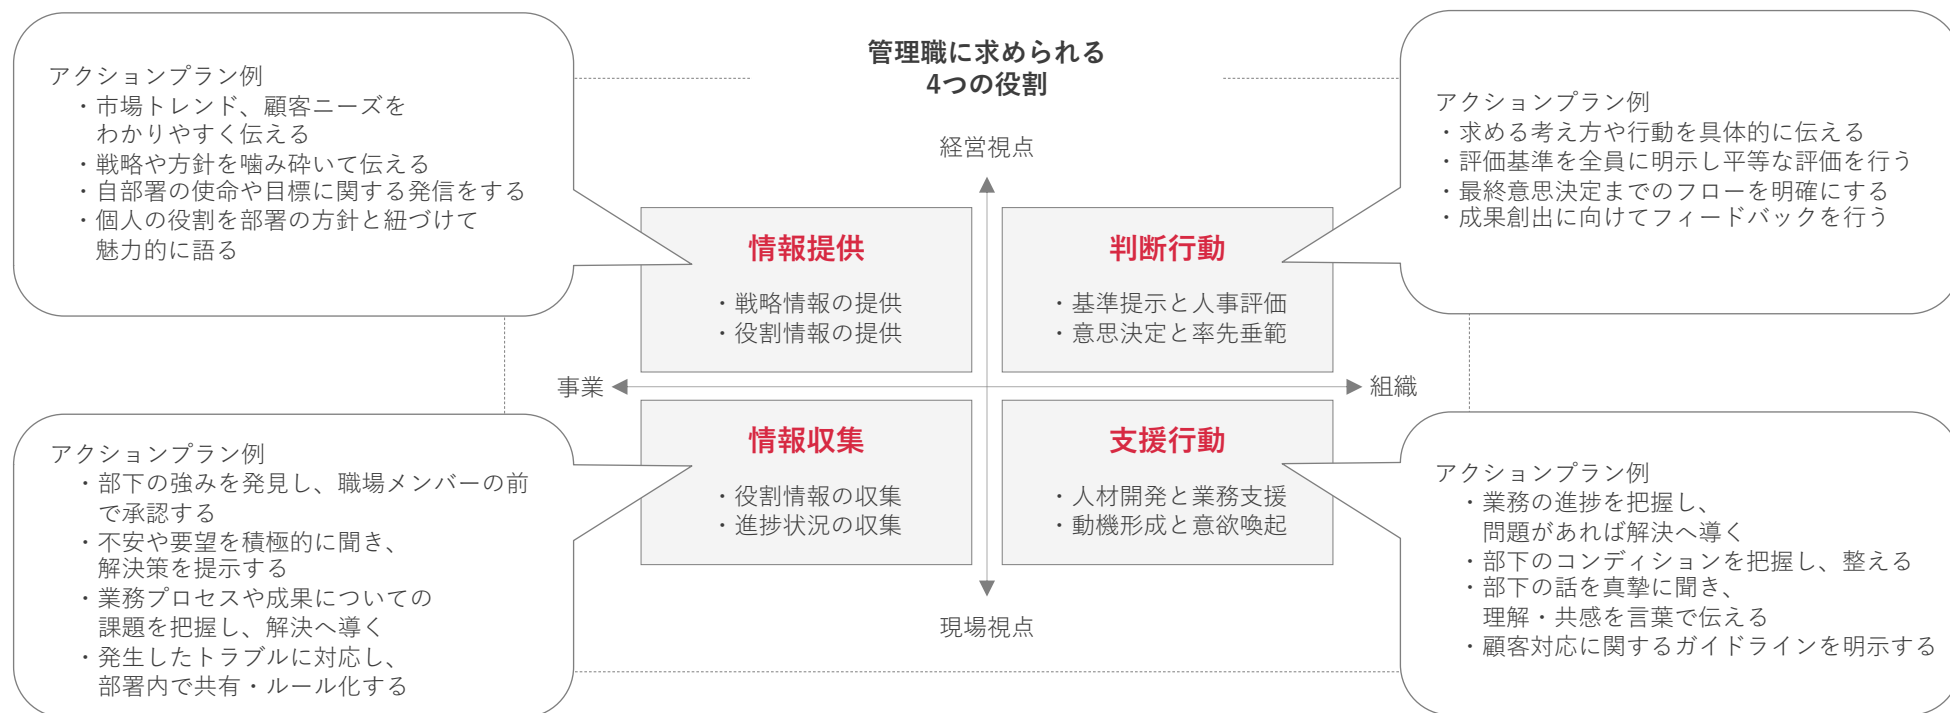 管理職に求められる
4つの役割
アクションプラン例
・市場トレンド、顧客ニーズを
わかりやすく伝える
・戦略や方針を噛み砕いて伝える
・自部署の使命や目標に関する発信をする
・個人の役割を部署の方針と紐づけて
魅力的に語る
アクションプラン例
・求める考え方や行動を具体的に伝える
・評価基準を全員に明示し平等な評価を行う
・最終意思決定までのフローを明確にする
・成果創出に向けてフィードバックを行う
経営視点
情報提供
・戦略情報の提供
・役割情報の提供
判断行動
・基準提示と人事評価
・意思決定と率先垂範
事業
組織
情報収集
・役割情報の収集
・進捗状況の収集
支援行動
・人材開発と業務支援
・動機形成と意欲喚起
現場視点
アクションプラン例
・部下の強みを発見し、職場メンバーの前
で承認する
・不安や要望を積極的に聞き、
解決策を提示する
・業務プロセスや成果についての
課題を把握し、解決へ導く
・発生したトラブルに対応し、
部署内で共有・ルール化する
アクションプラン例
・業務の進捗を把握し、
問題があれば解決へ導く
・部下のコンディションを把握し、整える
・部下の話を真摯に聞き、
理解・共感を言葉で伝える
・顧客対応に関するガイドラインを明示する